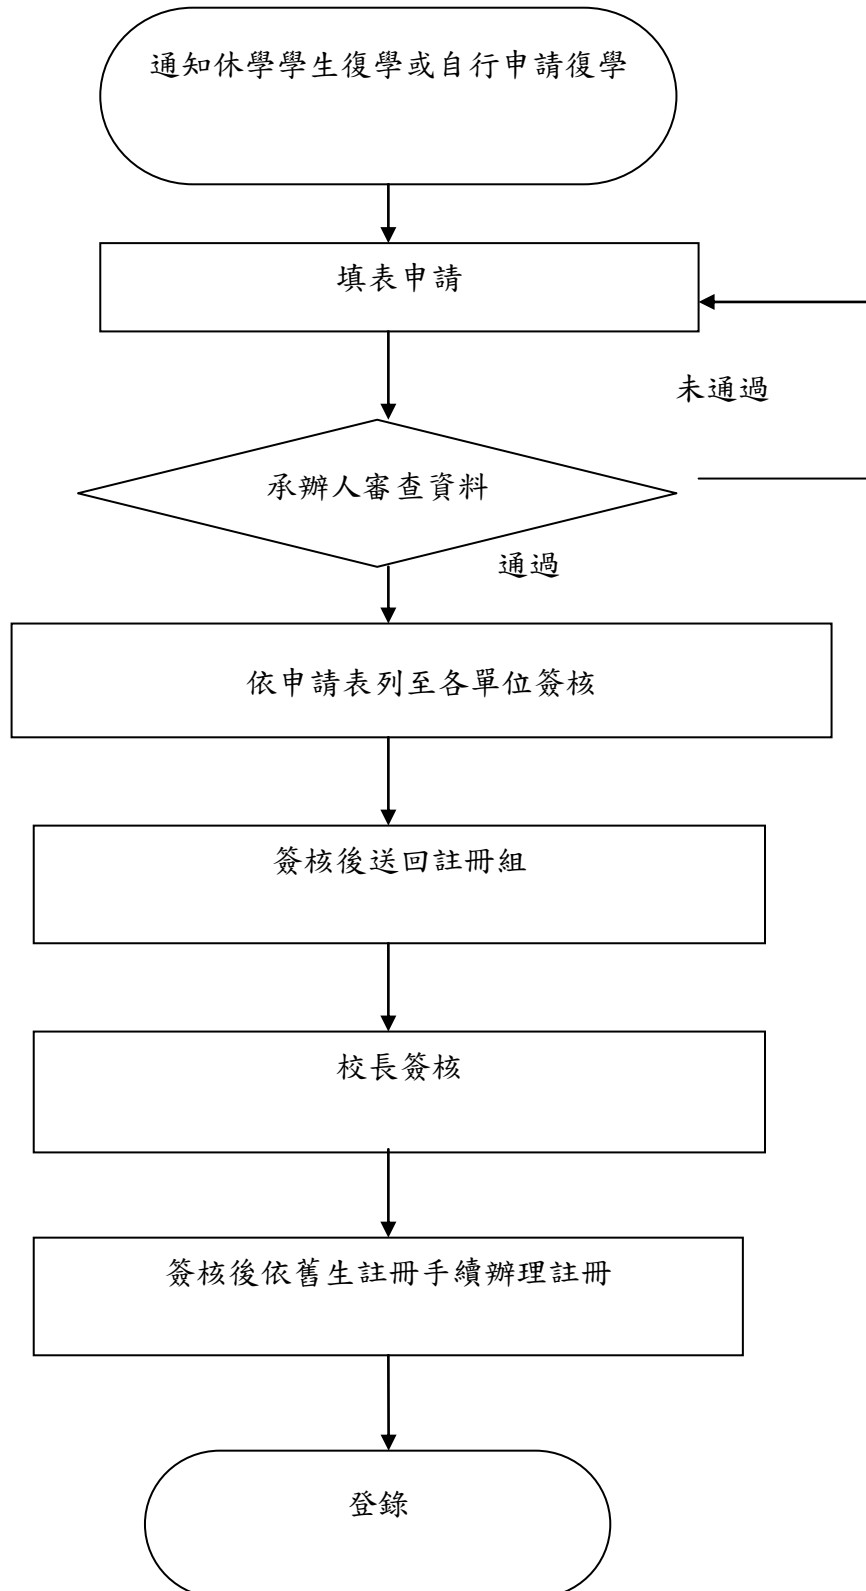 通知休學學生復學或自行申請復學
填表申請
未通過
承辦人審查資料
通過
依申請表列至各單位簽核
簽核後送回註冊組
校長簽核
簽核後依舊生註冊手續辦理註冊
登錄